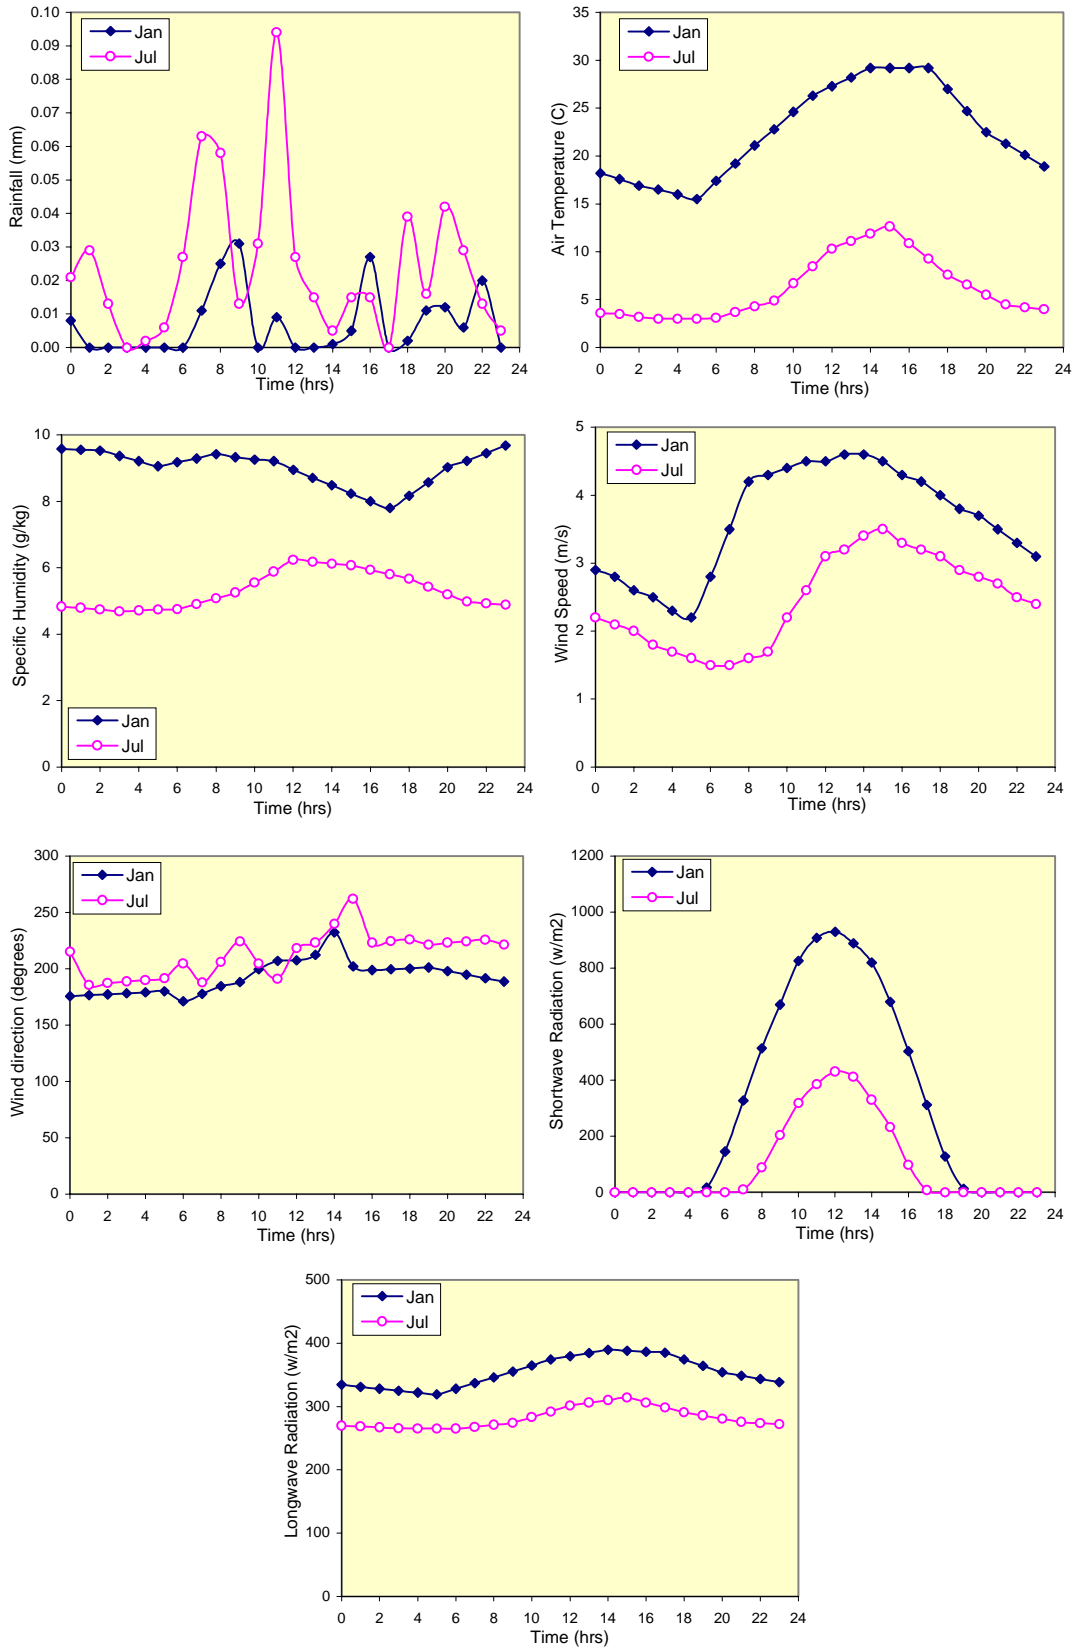 Rainfall (mm)
0.10
0.09
0.08
0.07
0.06
0.05
0.04
0.03
0.02
0.01
0.00
Jan
Jul
0 2 4 6 8 10 12 14 16 18 20 22 24
Time (hrs)
Air Temperature (C)
35
30
25
20
15
10
5
0
Jan
Jul
0 2 4 6 8 10 12 14 16 18 20 22 24
Time (hrs)
Specific Humidity (g/kg)
10
8
6
4
2
0
Jan
Jul
0 2 4 6 8 10 12 14 16 18 20 22 24
Time (hrs)
Wind Speed (m/s)
5
4
3
2
1
0
Jan
Jul
0 2 4 6 8 10 12 14 16 18 20 22 24
Time (hrs)
Wind direction (degrees)
300
250
200
150
100
50
0
Jan
Jul
0 2 4 6 8 10 12 14 16 18 20 22 24
Time (hrs)
Shortwave Radiation (w/m2)
1200
1000
800
600
400
200
0
Jan
Jul
0 2 4 6 8 10 12 14 16 18 20 22 24
Time (hrs)
Longwave Radiation (w/m2)
500
400
300
200
100
0
Jan
Jul
0 2 4 6 8 10 12 14 16 18 20 22 24
Time (hrs)